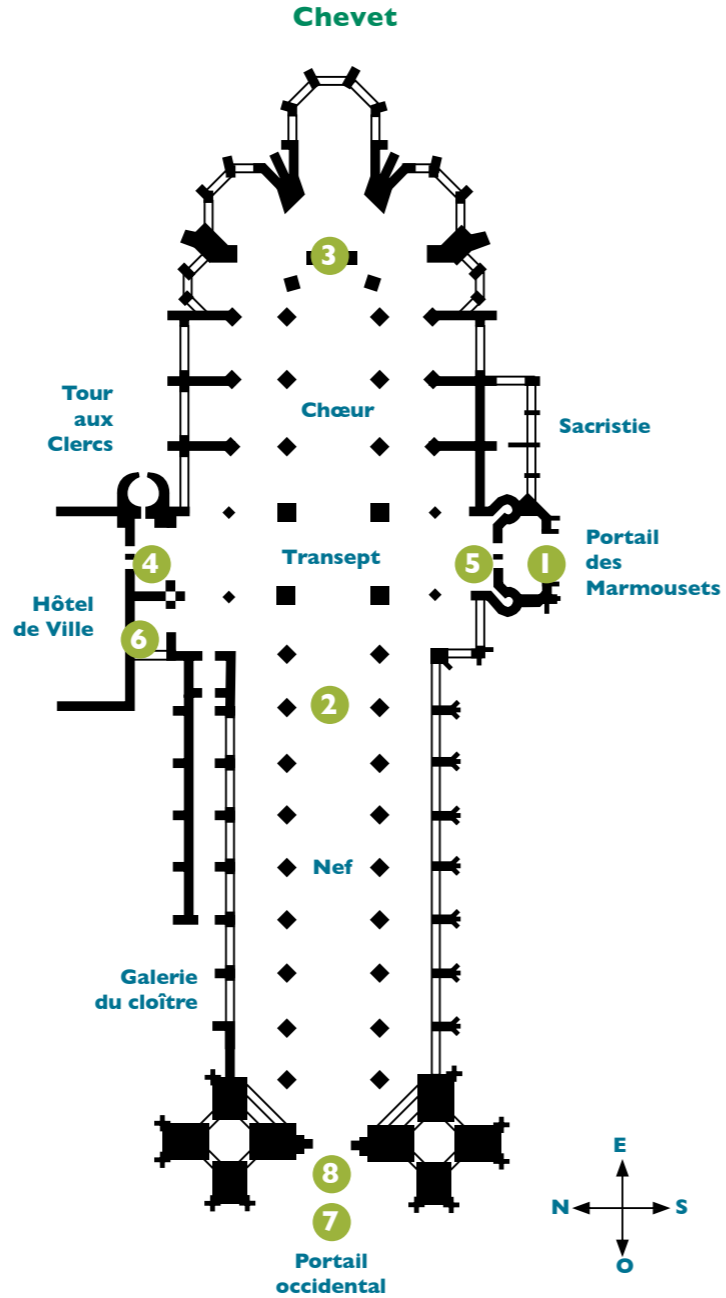 Chevet
3
Tour
aux
Clercs
Chœur
Sacristie
4
Transept
5
1
Portail
des
Marmousets
Hôtel
de Ville
6
2
Nef
Galerie
du cloître
8
7
Portail
occidental
E
N
S
O